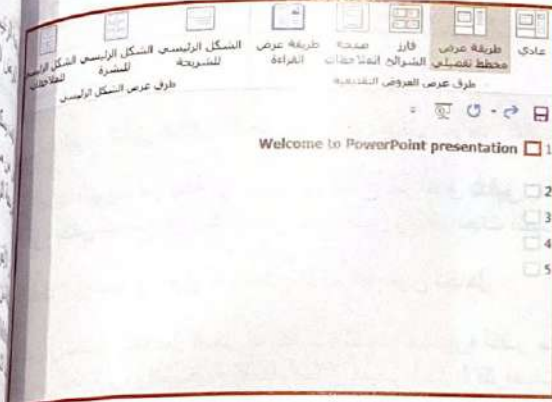 عادي
طريقة عرض مخطط تفصيلي
فارز الشرائح
صفحة الملاحظات
طريقة عرض القراءة
الشكل الرئيسي للشريحة
الشكل الرئيسي للنشرة
الشكل الرئيسي للملاحظات
طرق عرض العروض التقديمية
طرق عرض الشكل الرئيسي
Welcome to PowerPoint presentation 1
2
3
4
5